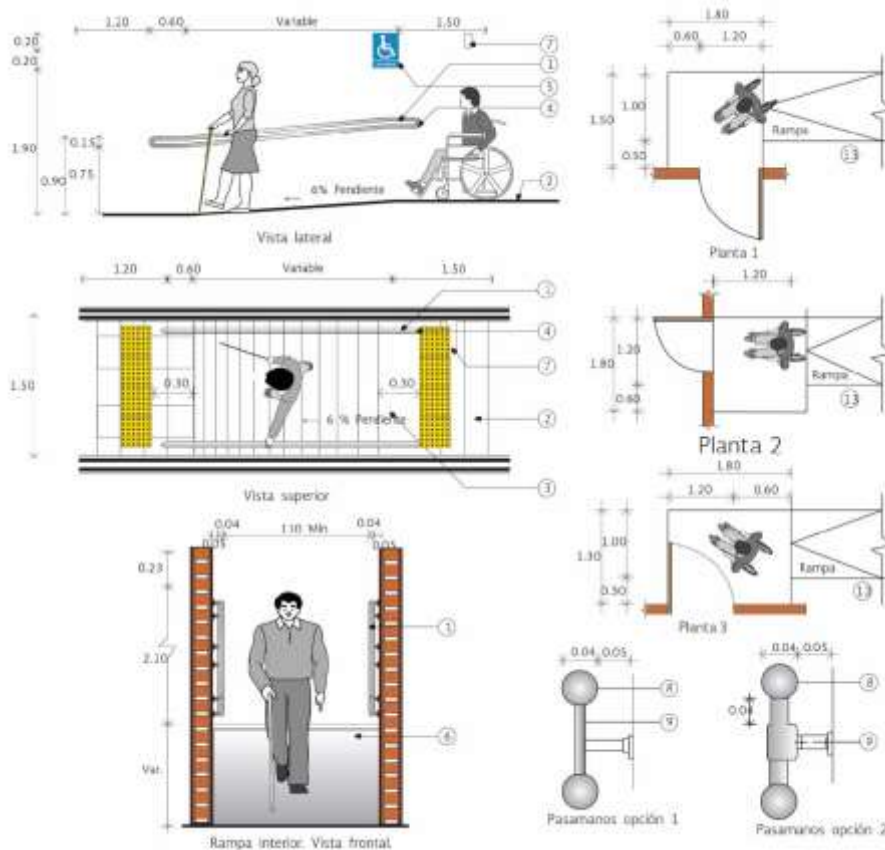 1.20 0.60 Variable 1.50
0.20
0.20
1.90
0.90
0.15
0.75
7
1
5
4
2
6% Pendiente
Vista lateral
1.20 0.60 Variable 1.50
1.50
0.30 0.30
6 % Pendiente
4
7
2
3
Vista superior
0.04 1.10 Min 0.04
0.05 0.05
0.23
2.10
Var.
6
Rampa interior. Vista frontal
1.80
0.60 1.20
1.50
1.00
0.50
Rampa
13
Planta 1
1.20
1.80
1.20
0.60
Rampa
13
Planta 2
1.80
1.20 0.60
1.30
1.00
0.30
Rampa
13
Planta 3
0.04 0.05
8
9
Pasamanos opción 1
0.04 0.05
0.04
8
9
Pasamanos opción 2